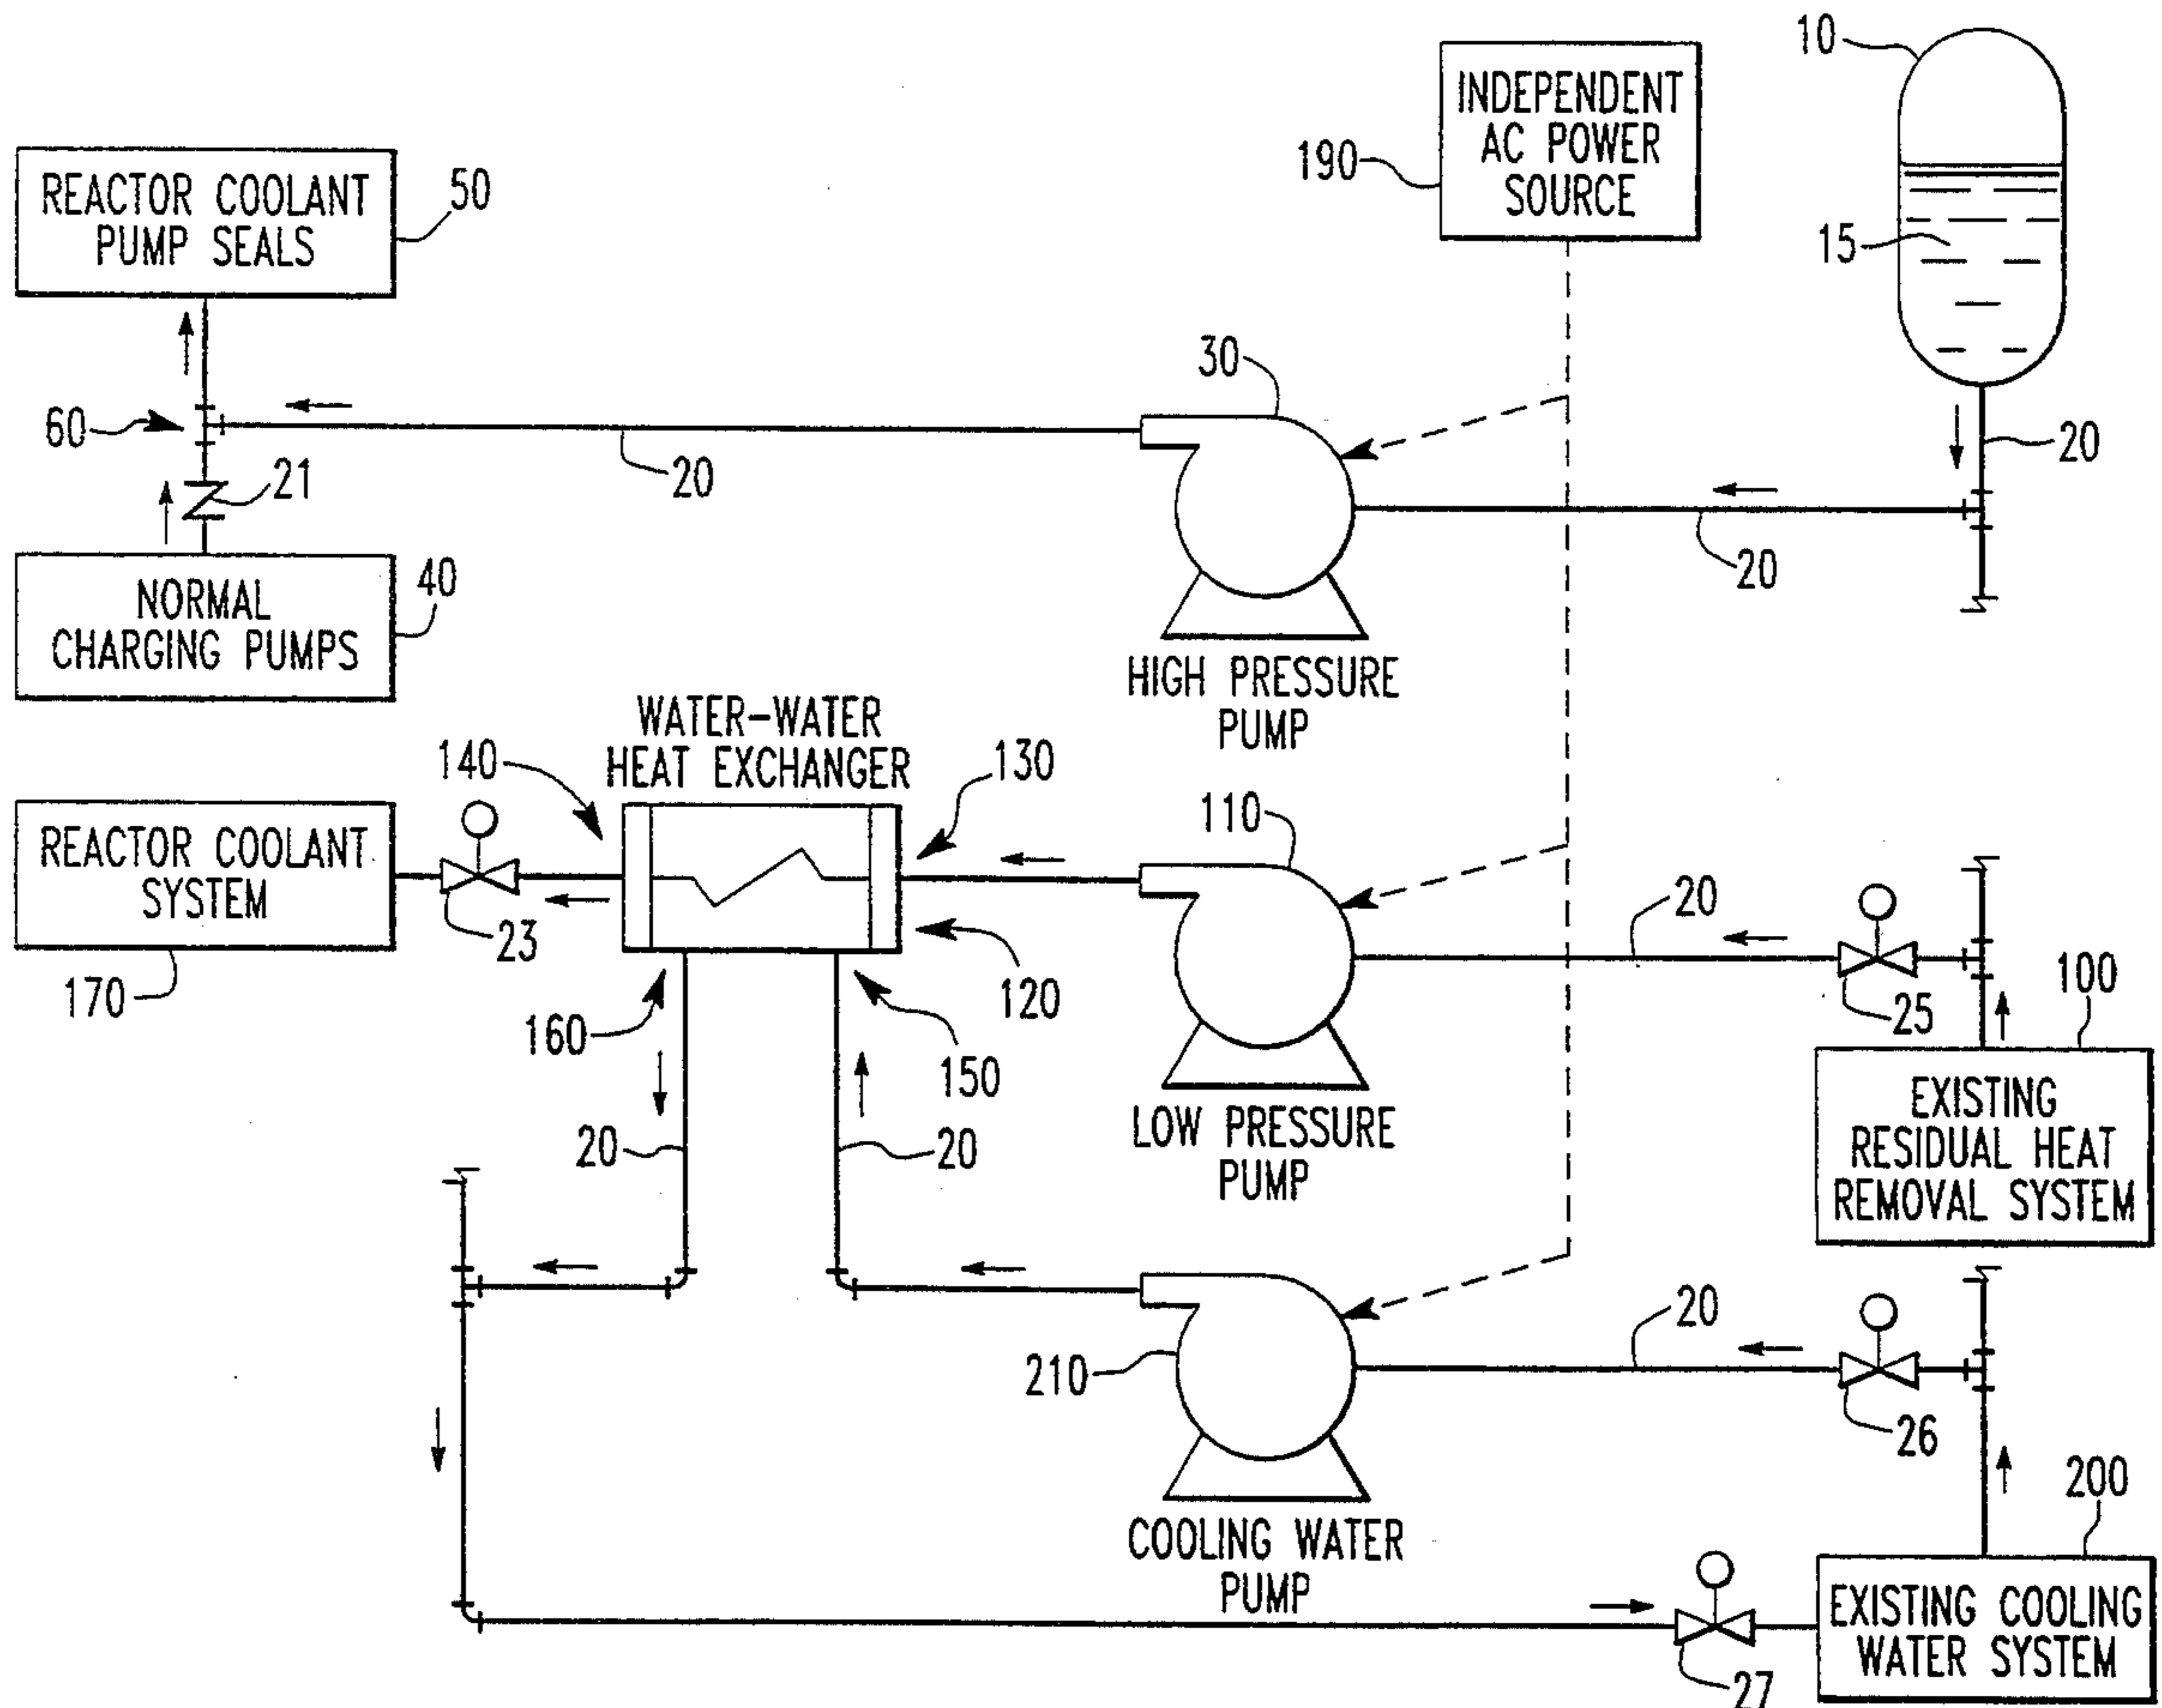 10
INDEPENDENT
AC POWER
SOURCE
190
15
REACTOR COOLANT
PUMP SEALS
50
30
60
20
20
21
20
NORMAL
CHARGING PUMPS
40
HIGH PRESSURE
PUMP
WATER-WATER
HEAT EXCHANGER
140
130
110
REACTOR COOLANT
SYSTEM
23
20
170
160
120
150
25
100
EXISTING
RESIDUAL HEAT
REMOVAL SYSTEM
LOW PRESSURE
PUMP
20
20
20
210
26
200
COOLING WATER
PUMP
EXISTING COOLING
WATER SYSTEM
27